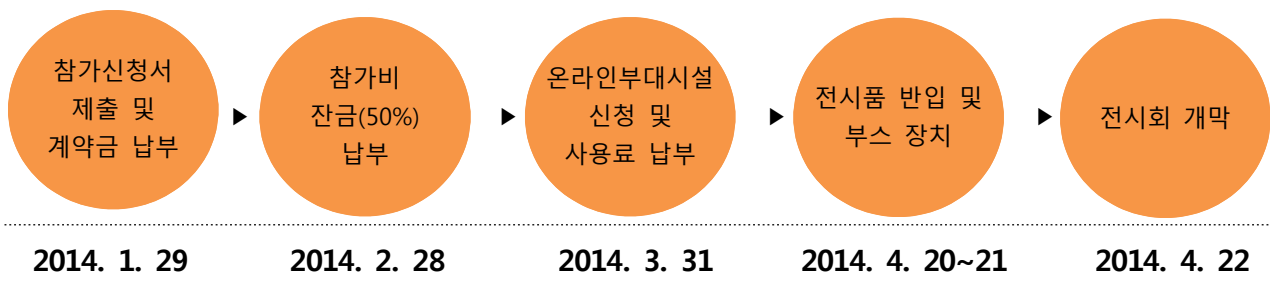 참가신청서
제출 및
계약금 납부
▶
참가비
잔금(50%)
납부
▶
온라인부대시설
신청 및
사용료 납부
▶
전시품 반입 및
부스 장치
▶
전시회 개막
2014. 1. 29
2014. 2. 28
2014. 3. 31
2014. 4. 20~21
2014. 4. 22